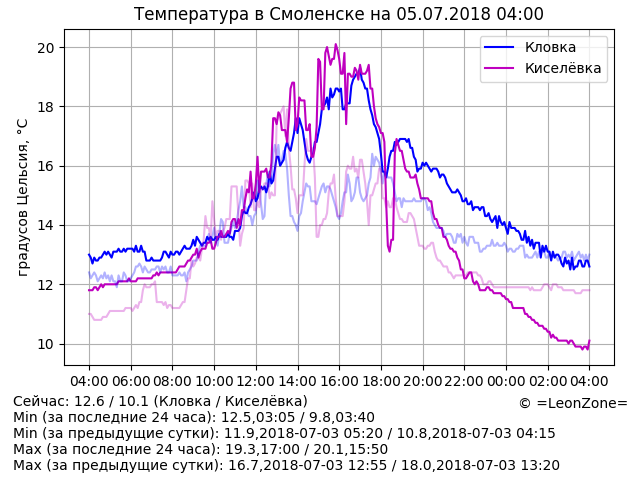 Температура в Смоленске на 05.07.2018 04:00
Кловка
Киселёвка
градусов Цельсия, °C
20
18
16
14
12
10
04:00 06:00 08:00 10:00 12:00 14:00 16:00 18:00 20:00 22:00 00:00 02:00 04:00
Сейчас: 12.6 / 10.1 (Кловка / Киселёвка)
© =LeonZone=
Min (за последние 24 часа): 12.5,03:05 / 9.8,03:40
Min (за предыдущие сутки): 11.9,2018-07-03 05:20 / 10.8,2018-07-03 04:15
Max (за последние 24 часа): 19.3,17:00 / 20.1,15:50
Max (за предыдущие сутки): 16.7,2018-07-03 12:55 / 18.0,2018-07-03 13:20